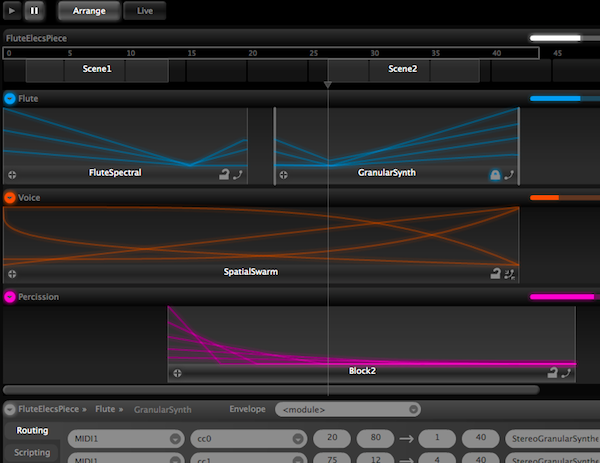 Arrange Live
FluteElecsPiece
0 5 10 15 20 25 30 35 40 45
Scene1 Scene2
Flute
FluteSpectral GranularSynth
Voice
SpatialSwarm
Percission
Block2
FluteElecsPiece » Flute » GranularSynth Envelope <module>
Routing
MIDI1 cc0 20 80 → 1 40 StereoGranularSynthe
Scripting
MIDI1 cc1 75 12 → 4 40 StereoGranularSynthe